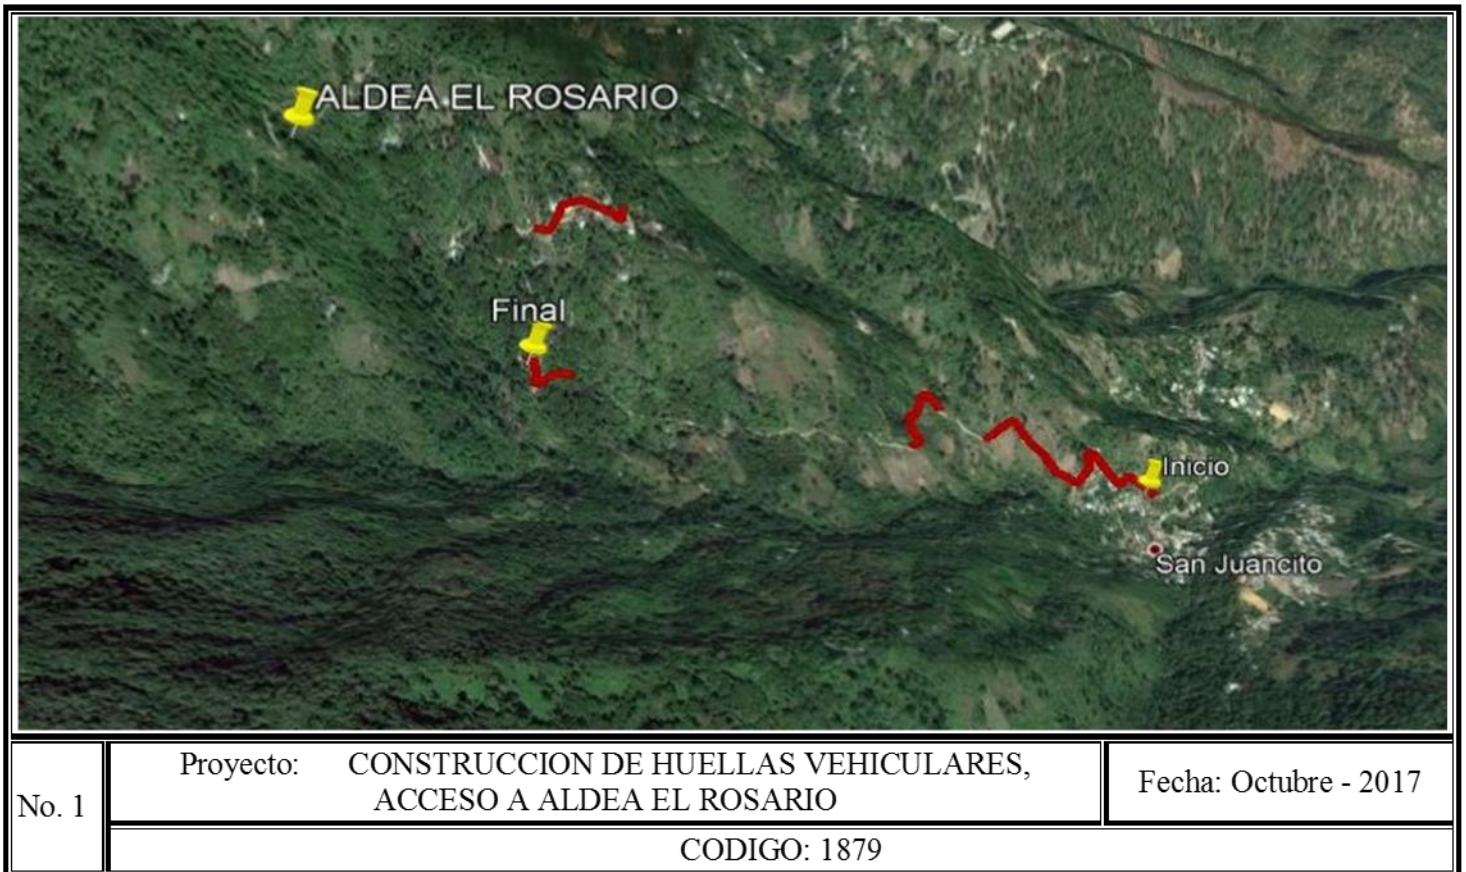 ALDEA EL ROSARIO
Final
Inicio
San Juancito
No. 1
Proyecto: CONSTRUCCION DE HUELLAS VEHICULARES,
ACCESO A ALDEA EL ROSARIO
Fecha: Octubre - 2017
CODIGO: 1879